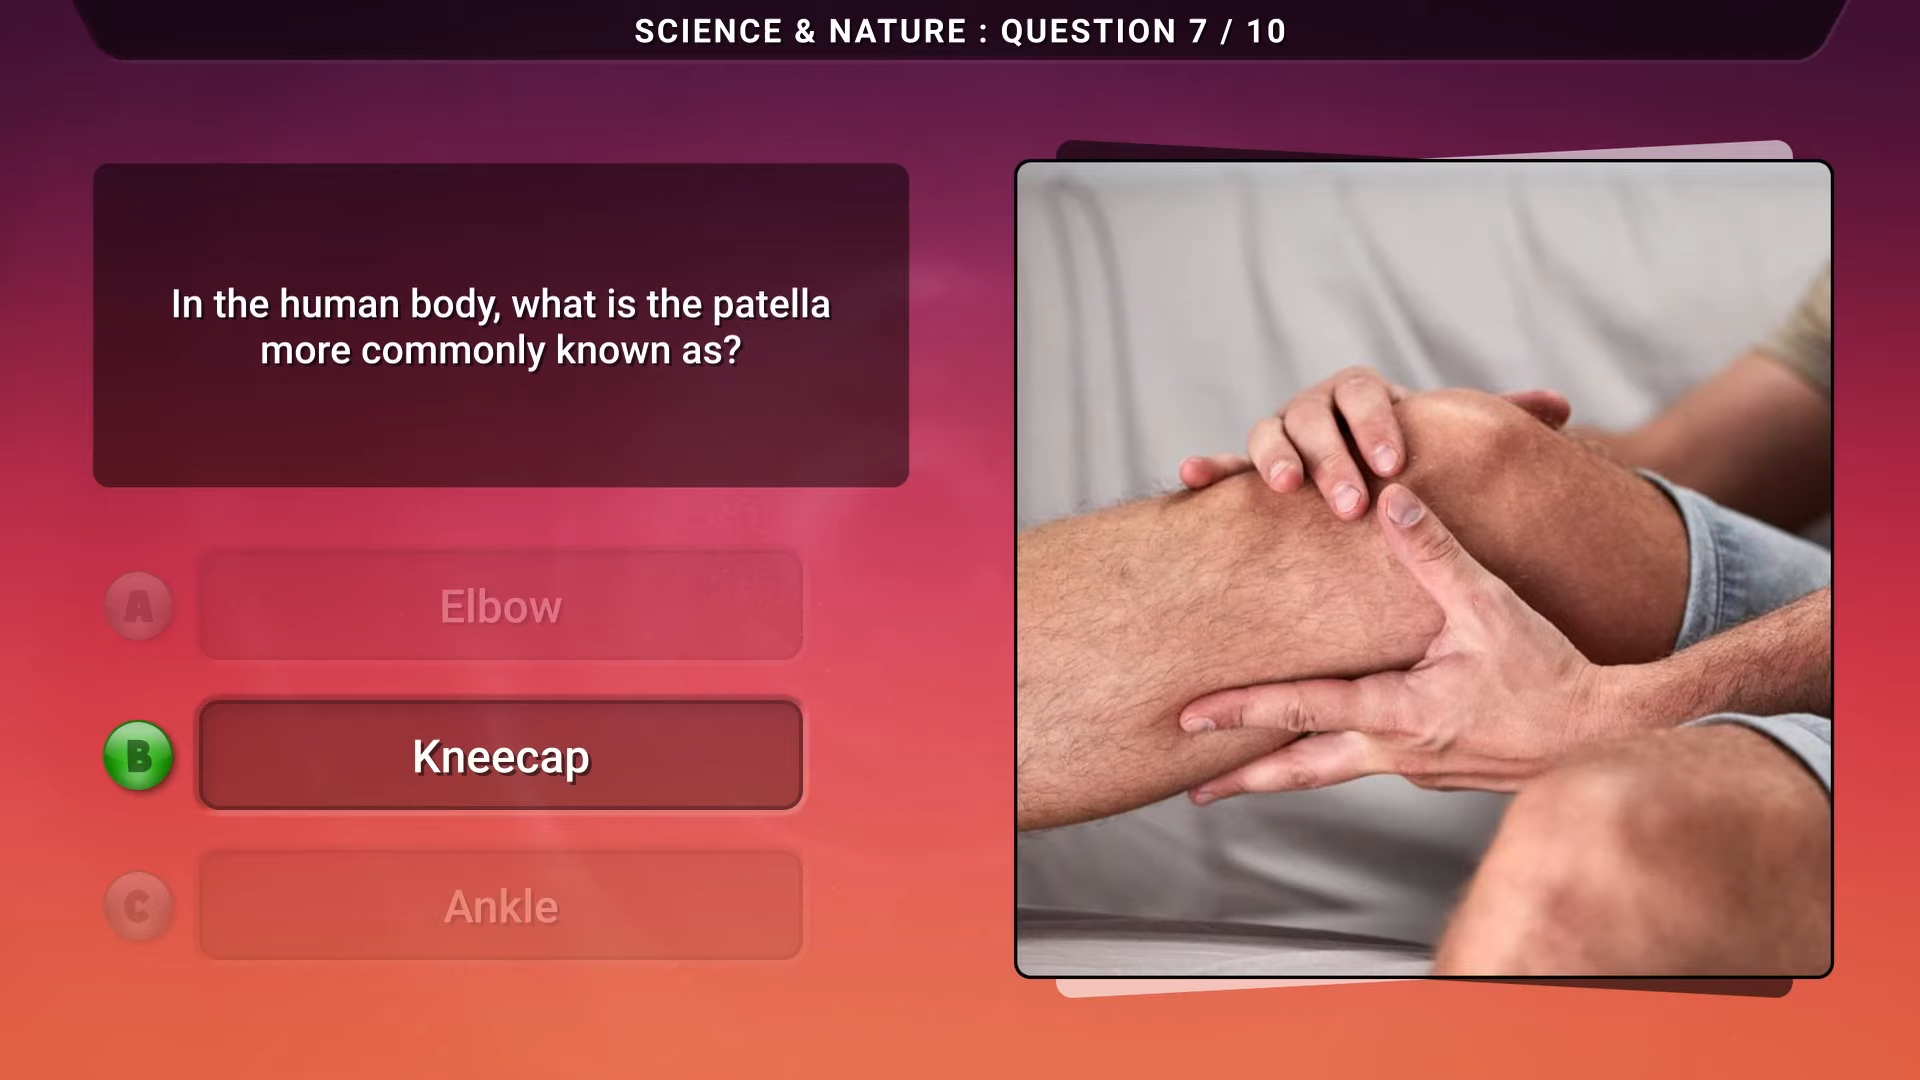 SCIENCE & NATURE : QUESTION 7 / 10
In the human body, what is the patella
more commonly known as?
A Elbow
B Kneecap
C Ankle